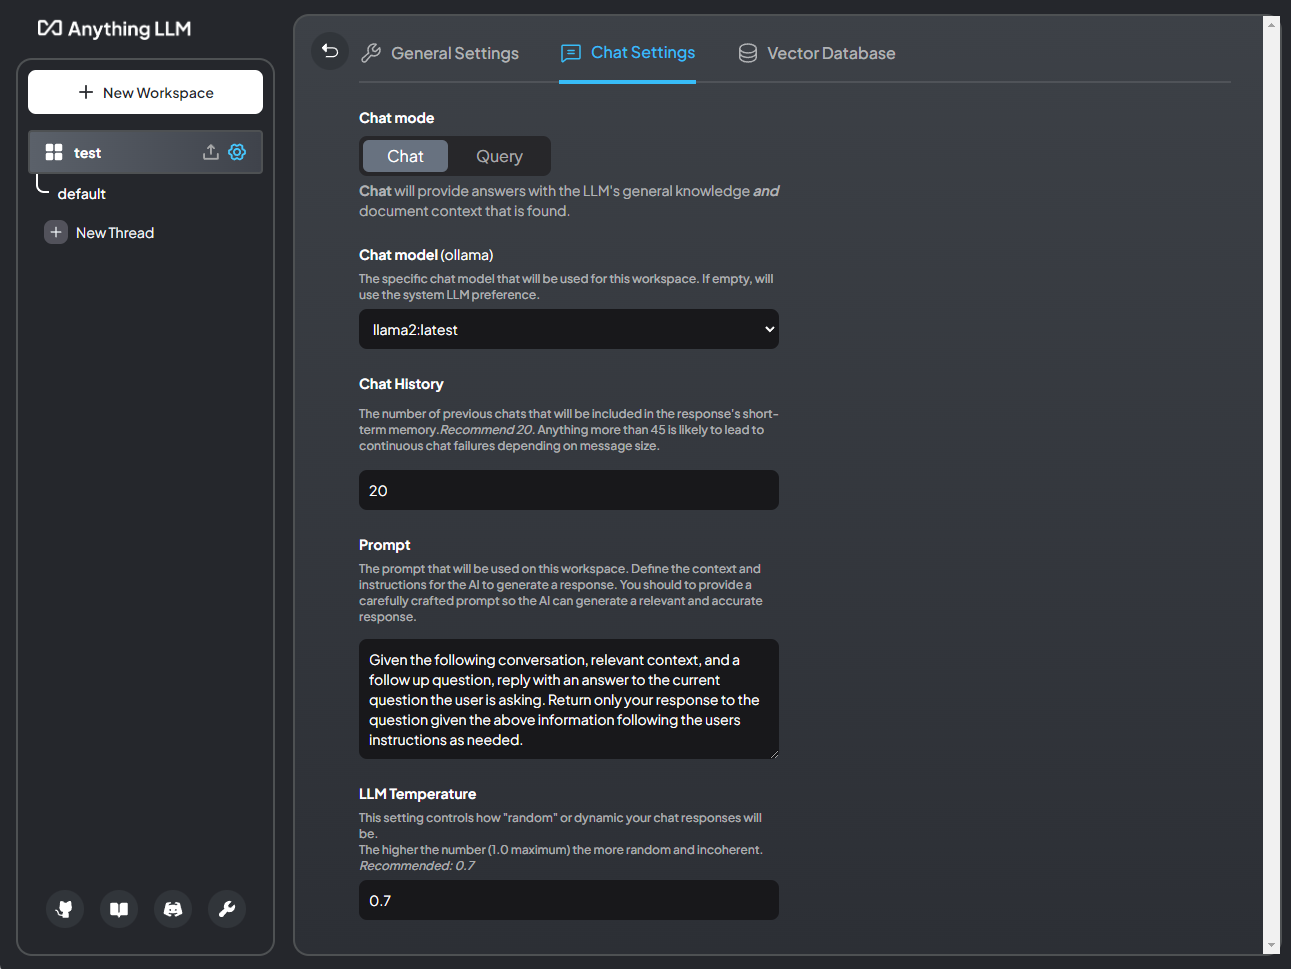 Anything LLM
New Workspace
test
default
New Thread
General Settings
Chat Settings
Vector Database
Chat mode
Chat
Query
Chat will provide answers with the LLM's general knowledge and
document context that is found.
Chat model (ollama)
The specific chat model that will be used for this workspace. If empty, will
use the system LLM preference.
llama2:latest
Chat History
The number of previous chats that will be included in the response's short-
term memory.Recommend 20. Anything more than 45 is likely to lead to
continuous chat failures depending on message size.
20
Prompt
The prompt that will be used on this workspace. Define the context and
instructions for the AI to generate a response. You should to provide a
carefully crafted prompt so the AI can generate a relevant and accurate
response.
Given the following conversation, relevant context, and a
follow up question, reply with an answer to the current
question the user is asking. Return only your response to the
question given the above information following the users
instructions as needed.
LLM Temperature
This setting controls how "random" or dynamic your chat responses will
be.
The higher the number (1.0 maximum) the more random and incoherent.
Recommended: 0.7
0.7